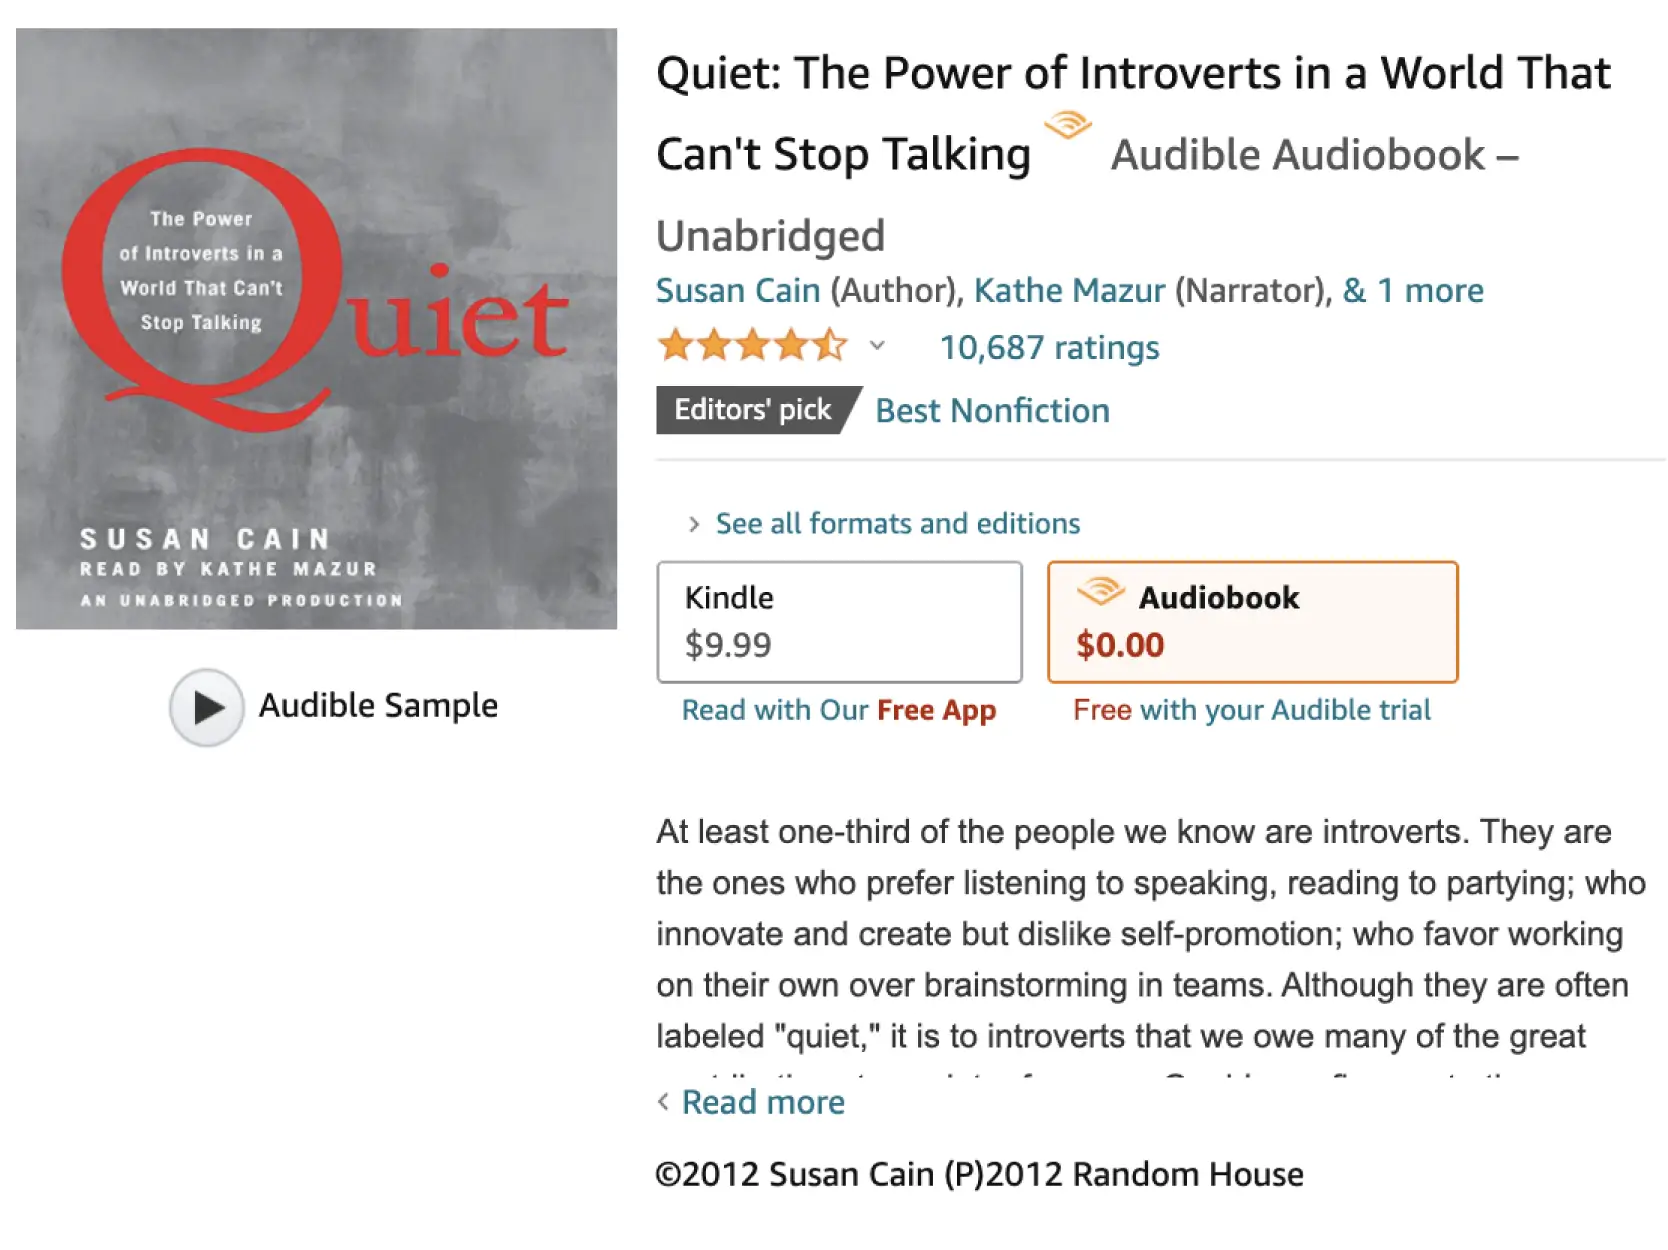 The Power
of Introverts in a
World That Can't
Stop Talking
Quiet
SUSAN CAIN
READ BY KATHE MAZUR
AN UNABRIDGED PRODUCTION
Audible Sample
Quiet: The Power of Introverts in a World That
Can't Stop Talking Audible Audiobook –
Unabridged
Susan Cain (Author), Kathe Mazur (Narrator), & 1 more
10,687 ratings
Editors' pick Best Nonfiction
See all formats and editions
Kindle
$9.99
Read with Our Free App
Audiobook
$0.00
Free with your Audible trial
At least one-third of the people we know are introverts. They are
the ones who prefer listening to speaking, reading to partying; who
innovate and create but dislike self-promotion; who favor working
on their own over brainstorming in teams. Although they are often
labeled "quiet," it is to introverts that we owe many of the great
Read more
©2012 Susan Cain (P)2012 Random House